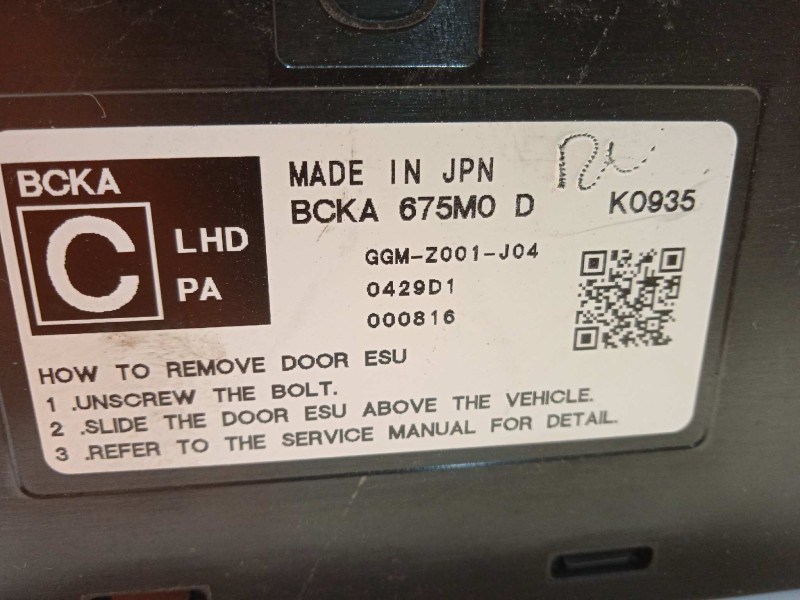 BCKA
C
LHD
PA
MADE IN JPN
BCKA 675M0 D
K0935
GGM-Z001-J04
0429D1
000816
HOW TO REMOVE DOOR ESU
1 .UNSCREW THE BOLT.
2 .SLIDE THE DOOR ESU ABOVE THE VEHICLE.
3 .REFER TO THE SERVICE MANUAL FOR DETAIL.